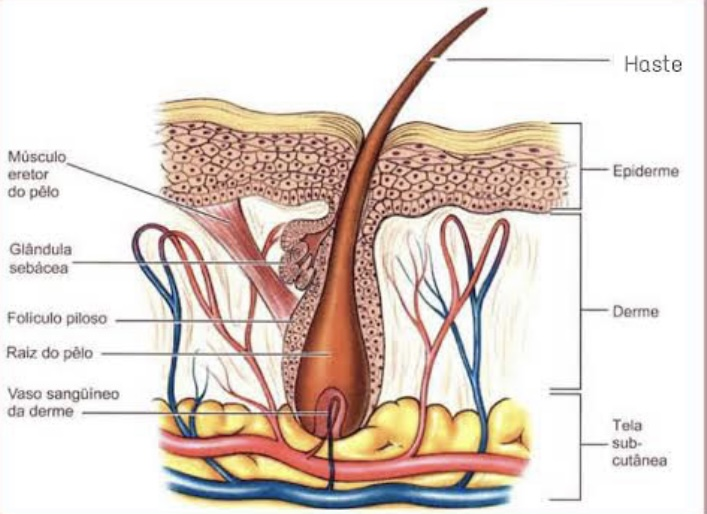 Haste
Músculo
eretor
do pêlo
Epiderme
Glândula
sebácea
Folículo piloso
Derme
Raiz do pêlo
Vaso sangüíneo
da derme
Tela
sub-
cutânea